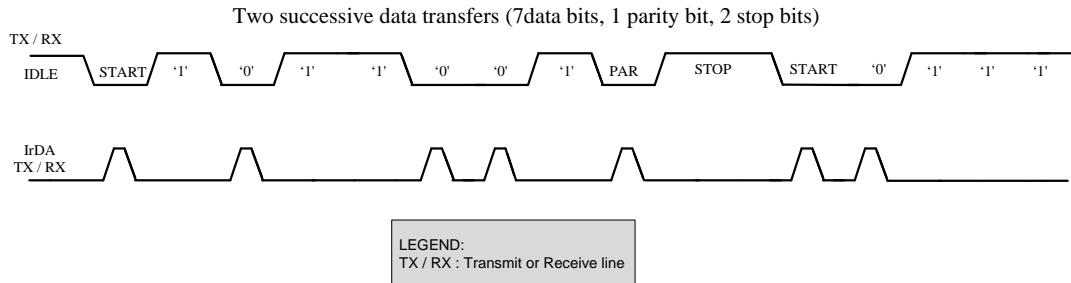 Two successive data transfers (7data bits, 1 parity bit, 2 stop bits)
TX / RX
IDLE START ‘1' ‘0' ‘1' ‘1' ‘0' ‘0' ‘1' PAR STOP START ‘0' ‘1' ‘1' ‘1'
IrDA
TX / RX
LEGEND:
TX / RX : Transmit or Receive line